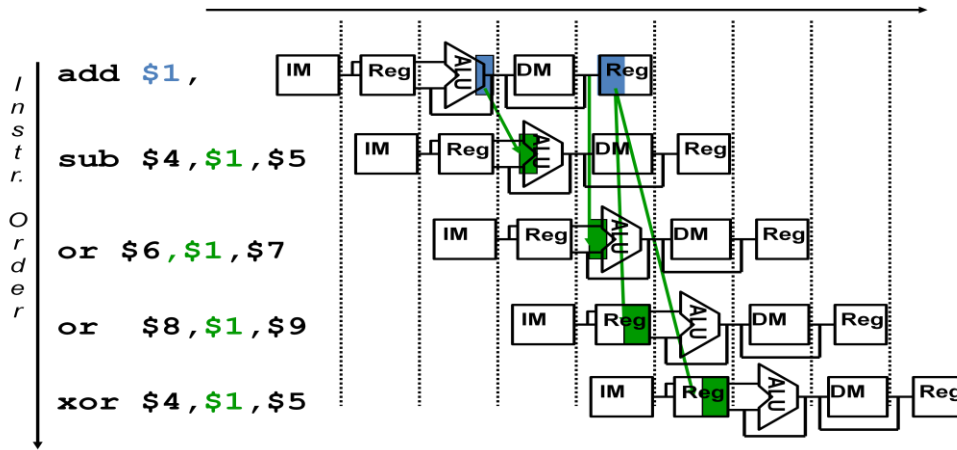 Instr. Order
add $1,
IM Reg ALU DM Reg
sub $4,$1,$5
IM Reg ALU DM Reg
or $6,$1,$7
IM Reg ALU DM Reg
or $8,$1,$9
IM Reg ALU DM Reg
xor $4,$1,$5
IM Reg ALU DM Reg